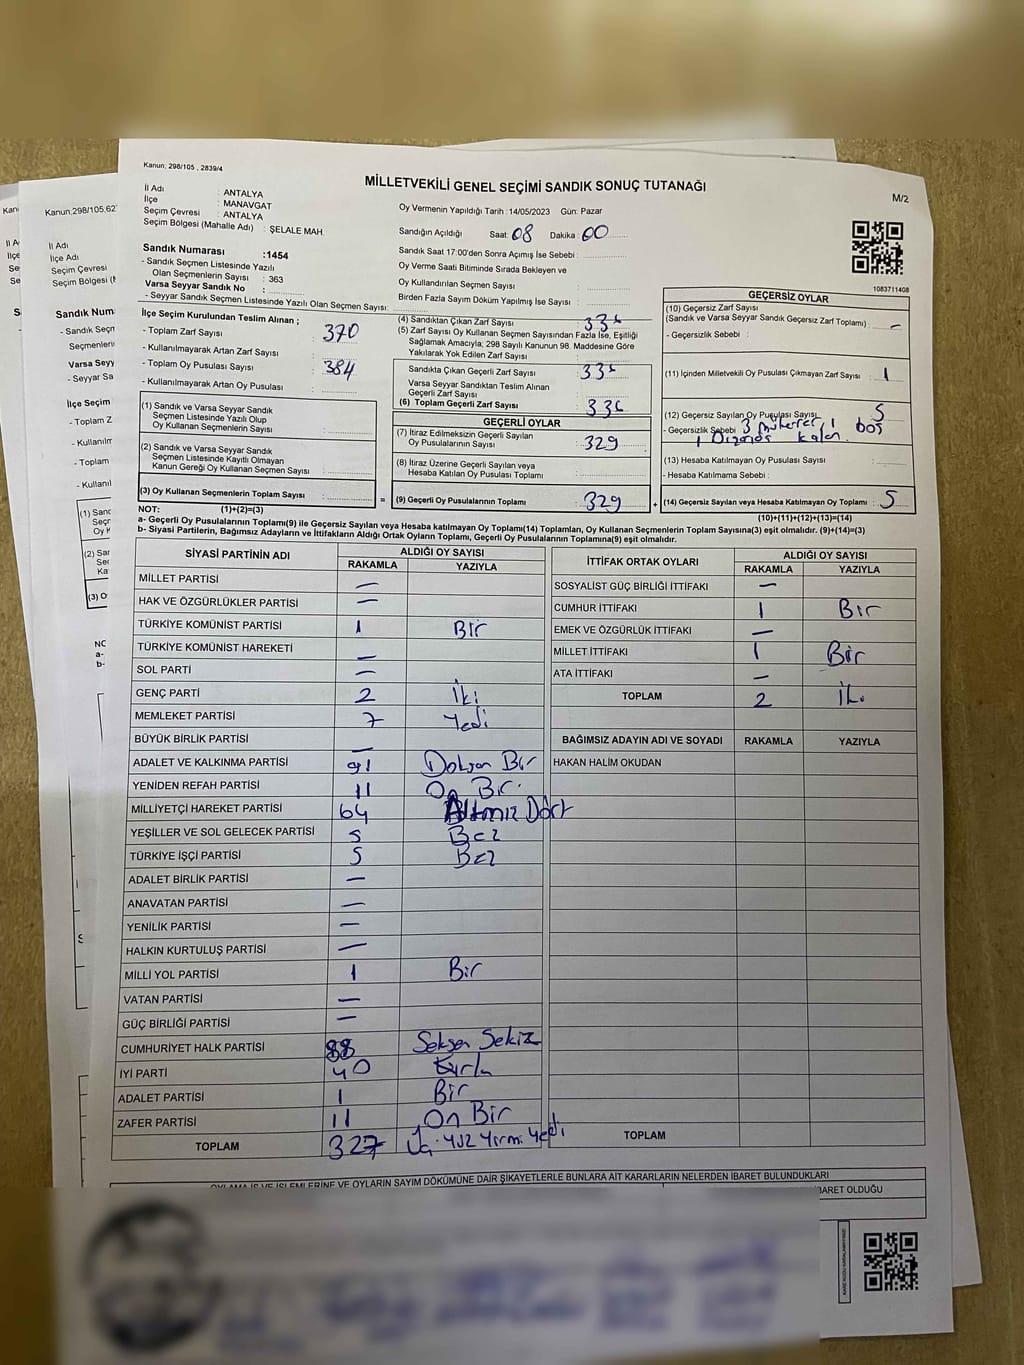 Kanun; 298/105 , 2839/4
MİLLETVEKİLİ GENEL SEÇİMİ SANDIK SONUÇ TUTANAĞI
M/2
İl Adı : ANTALYA
İlçe : MANAVGAT
Seçim Çevresi : ANTALYA
Seçim Bölgesi (Mahalle Adı) : ŞELALE MAH.
Oy Vermenin Yapıldığı Tarih : 14/05/2023 Gün: Pazar
Sandığın Açıldığı Saat: 08 Dakika : 00
Sandık Saat 17:00'den Sonra Açımış İse Sebebi :
Oy Verme Saati Bitiminde Sırada Bekleyen ve
Oy Kullandırılan Seçmen Sayısı :
Birden Fazla Sayım Döküm Yapılmış İse Sayısı :
1083711408
Sandık Numarası :1454
- Sandık Seçmen Listesinde Yazılı
Olan Seçmenlerin Sayısı : 363
Varsa Seyyar Sandık No :
- Seyyar Sandık Seçmen Listesinde Yazılı Olan Seçmen Sayısı:
İlçe Seçim Kurulundan Teslim Alınan ;
- Toplam Zarf Sayısı : 370
- Kullanılmayarak Artan Zarf Sayısı :
- Toplam Oy Pusulası Sayısı : 384
- Kullanılmayarak Artan Oy Pusulası :
(1) Sandık ve Varsa Seyyar Sandık
Seçmen Listesinde Yazılı Olup
Oy Kullanan Seçmenlerin Sayısı :
(2) Sandık ve Varsa Seyyar Sandık
Seçmen Listesinde Kayıtlı Olmayan
Kanun Gereği Oy Kullanan Seçmen Sayısı :
(3) Oy Kullanan Seçmenlerin Toplam Sayısı :
(4) Sandıktan Çıkan Zarf Sayısı :
(5) Zarf Sayısı Oy Kullanan Seçmen Sayısından Fazla İse, Eşitliği
Sağlamak Amacıyla; 298 Sayılı Kanunun 98. Maddesine Göre
Yakılarak Yok Edilen Zarf Sayısı :
Sandıkta Çıkan Geçerli Zarf Sayısı :
Varsa Seyyar Sandıktan Teslim Alınan
Geçerli Zarf Sayısı :
(6) Toplam Geçerli Zarf Sayısı :
GEÇERLİ OYLAR
(7) İtiraz Edilmeksizin Geçerli Sayılan
Oy Pusulalarının Sayısı : 329
(8) İtiraz Üzerine Geçerli Sayılan veya
Hesaba Katılan Oy Pusulası Toplamı :
= (9) Geçerli Oy Pusulalarının Toplamı : 329 +
GEÇERSİZ OYLAR
(10) Geçersiz Zarf Sayısı
(Sandık ve Varsa Seyyar Sandık Geçersiz Zarf Toplamı) : –
- Geçersizlik Sebebi :
(11) İçinden Milletvekili Oy Pusulası Çıkmayan Zarf Sayısı : 1
(12) Geçersiz Sayılan Oy Pusulası Sayısı : 5
- Geçersizlik Sebebi 3 mükerrer, 1 boş
(13) Hesaba Katılmayan Oy Pusulası Sayısı :
- Hesaba Katılmama Sebebi :
(14) Geçersiz Sayılan veya Hesaba Katılmayan Oy Toplamı : 5
NOT: (1)+(2)=(3)
(10)+(11)+(12)+(13)=(14)
a- Geçerli Oy Pusulalarının Toplamı(9) ile Geçersiz Sayılan veya Hesaba katılmayan Oy Toplamı(14) Toplamları, Oy Kullanan Seçmenlerin Toplam Sayısına(3) eşit olmalıdır. (9)+(14)=(3)
b- Siyasi Partilerin, Bağımsız Adayların ve İttifakların Aldığı Ortak Oyların Toplamı, Geçerli Oy Pusulalarının Toplamına(9) eşit olmalıdır.
SİYASİ PARTİNİN ADI
ALDIĞI OY SAYISI
RAKAMLA YAZIYLA
MİLLET PARTİSİ –
HAK VE ÖZGÜRLÜKLER PARTİSİ –
TÜRKİYE KOMÜNİST PARTİSİ 1 Bir
TÜRKİYE KOMÜNİST HAREKETİ –
SOL PARTİ –
GENÇ PARTİ 2 İki
MEMLEKET PARTİSİ 7 Yedi
BÜYÜK BİRLİK PARTİSİ –
ADALET VE KALKINMA PARTİSİ 91 Doksan Bir
YENİDEN REFAH PARTİSİ 11 On Bir.
MİLLİYETÇİ HAREKET PARTİSİ 64 Altmız Dört
YEŞİLLER VE SOL GELECEK PARTİSİ 5 Beş
TÜRKİYE İŞÇİ PARTİSİ 5 Beş
ADALET BİRLİK PARTİSİ –
ANAVATAN PARTİSİ –
YENİLİK PARTİSİ –
HALKIN KURTULUŞ PARTİSİ –
MİLLİ YOL PARTİSİ 1 Bir
VATAN PARTİSİ –
GÜÇ BİRLİĞİ PARTİSİ –
CUMHURİYET HALK PARTİSİ 88 Seksen Sekiz
İYİ PARTİ 40
ADALET PARTİSİ 1 Bir
ZAFER PARTİSİ 11 On Bir
TOPLAM 327 Üç Yüz Yirmi Yedi
İTTİFAK ORTAK OYLARI
ALDIĞI OY SAYISI
RAKAMLA YAZIYLA
SOSYALİST GÜÇ BİRLİĞİ İTTİFAKI –
CUMHUR İTTİFAKI 1 Bir
EMEK VE ÖZGÜRLÜK İTTİFAKI –
MİLLET İTTİFAKI 1 Bir
ATA İTTİFAKI –
TOPLAM 2 İki
BAĞIMSIZ ADAYIN ADI VE SOYADI RAKAMLA YAZIYLA
HAKAN HALİM OKUDAN
TOPLAM
OYLAMA İŞ VE İŞLEMLERİNE VE OYLARIN SAYIM DÖKÜMÜNE DAİR ŞİKAYETLERLE BUNLARA AİT KARARLARIN NELERDEN İBARET BULUNDUKLARI
BARET OLDUĞU